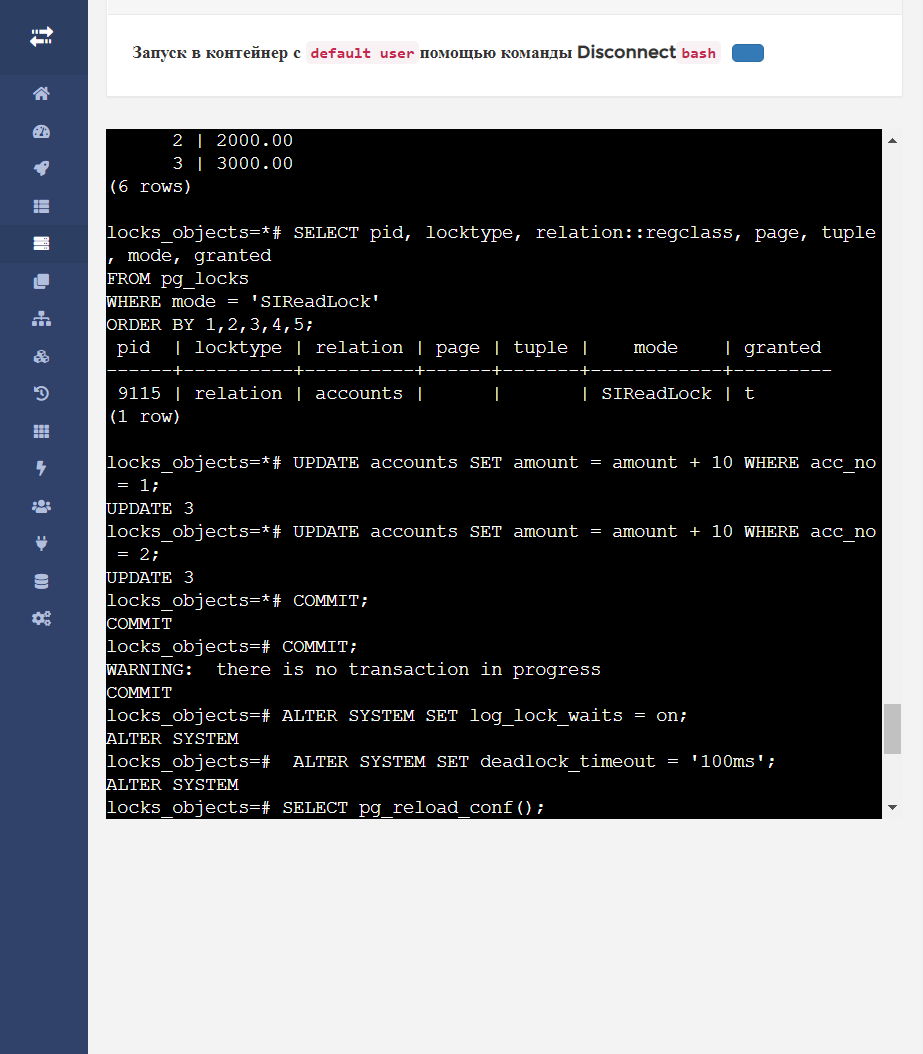 Запуск в контейнер с default user помощью команды Disconnect bash
      2 | 2000.00
      3 | 3000.00
(6 rows)
locks_objects=*# SELECT pid, locktype, relation::regclass, page, tuple
, mode, granted
FROM pg_locks
WHERE mode = 'SIReadLock'
ORDER BY 1,2,3,4,5;
 pid  | locktype | relation | page | tuple |    mode    | granted
------+----------+----------+------+-------+------------+---------
 9115 | relation | accounts |      |       | SIReadLock | t
(1 row)
locks_objects=*# UPDATE accounts SET amount = amount + 10 WHERE acc_no
 = 1;
UPDATE 3
locks_objects=*# UPDATE accounts SET amount = amount + 10 WHERE acc_no
 = 2;
UPDATE 3
locks_objects=*# COMMIT;
COMMIT
locks_objects=# COMMIT;
WARNING:  there is no transaction in progress
COMMIT
locks_objects=# ALTER SYSTEM SET log_lock_waits = on;
ALTER SYSTEM
locks_objects=#  ALTER SYSTEM SET deadlock_timeout = '100ms';
ALTER SYSTEM
locks_objects=# SELECT pg_reload_conf();